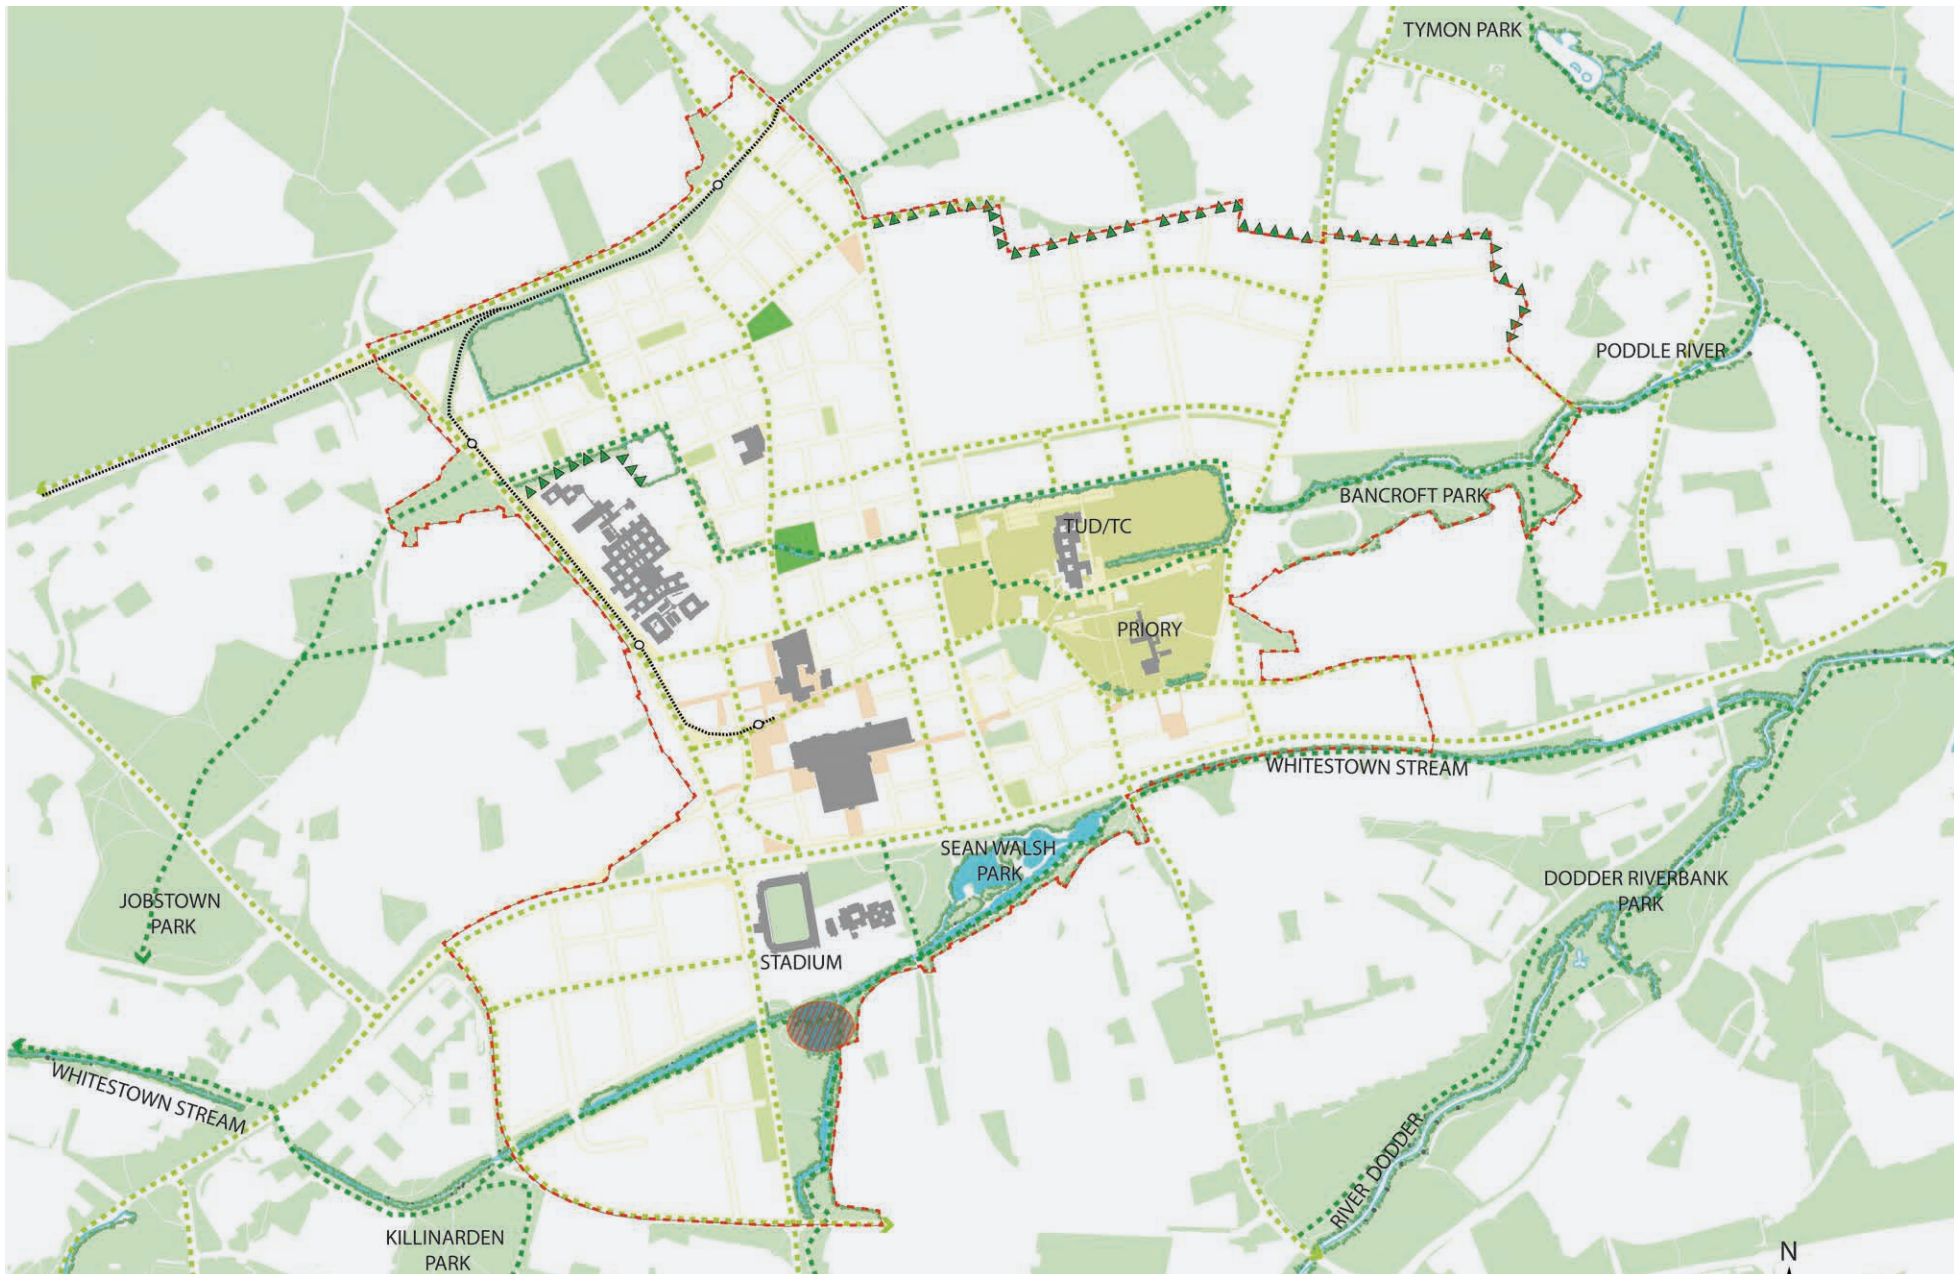 TYMON PARK
PODDLE RIVER
BANCROFT PARK
TUD/TC
PRIORY
WHITESTOWN STREAM
SEAN WALSH
PARK
DODDER RIVERBANK
PARK
JOBSTOWN
PARK
STADIUM
WHITESTOWN STREAM
RIVER DODDER
KILLINARDEN
PARK
N